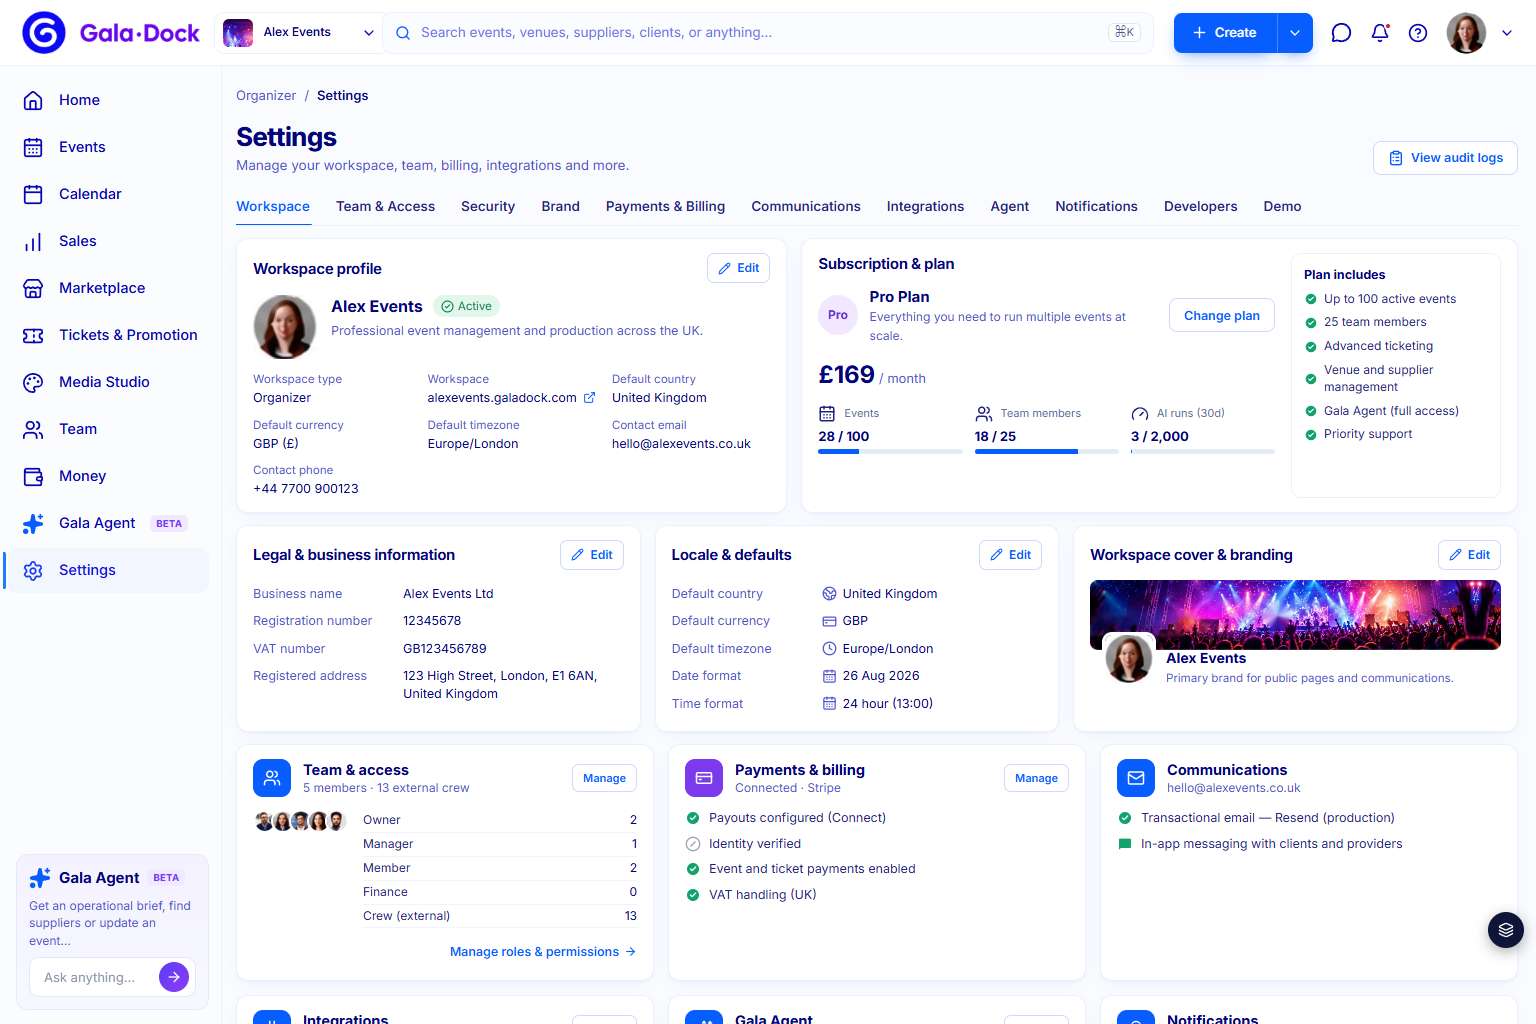 Gala·Dock
Alex Events
Search events, venues, suppliers, clients, or anything...
⌘K
Create
Home
Events
Calendar
Sales
Marketplace
Tickets & Promotion
Media Studio
Team
Money
Gala Agent BETA
Settings
Gala Agent BETA
Get an operational brief, find
suppliers or update an
event...
Ask anything...
Organizer / Settings
Settings
Manage your workspace, team, billing, integrations and more.
View audit logs
Workspace Team & Access Security Brand Payments & Billing Communications Integrations Agent Notifications Developers Demo
Workspace profile
Edit
Alex Events Active
Professional event management and production across the UK.
Workspace type
Organizer
Workspace
alexevents.galadock.com
Default country
United Kingdom
Default currency
GBP (£)
Default timezone
Europe/London
Contact email
hello@alexevents.co.uk
Contact phone
+44 7700 900123
Subscription & plan
Pro
Pro Plan
Everything you need to run multiple events at
scale.
Change plan
£169 / month
Events
28 / 100
Team members
18 / 25
AI runs (30d)
3 / 2,000
Plan includes
Up to 100 active events
25 team members
Advanced ticketing
Venue and supplier
management
Gala Agent (full access)
Priority support
Legal & business information
Edit
Business name Alex Events Ltd
Registration number 12345678
VAT number GB123456789
Registered address 123 High Street, London, E1 6AN,
United Kingdom
Locale & defaults
Edit
Default country United Kingdom
Default currency GBP
Default timezone Europe/London
Date format 26 Aug 2026
Time format 24 hour (13:00)
Workspace cover & branding
Edit
Alex Events
Primary brand for public pages and communications.
Team & access
5 members · 13 external crew
Manage
Owner 2
Manager 1
Member 2
Finance 0
Crew (external) 13
Manage roles & permissions →
Payments & billing
Connected · Stripe
Manage
Payouts configured (Connect)
Identity verified
Event and ticket payments enabled
VAT handling (UK)
Communications
hello@alexevents.co.uk
Transactional email — Resend (production)
In-app messaging with clients and providers
Integrations
Gala Agent
Notifications